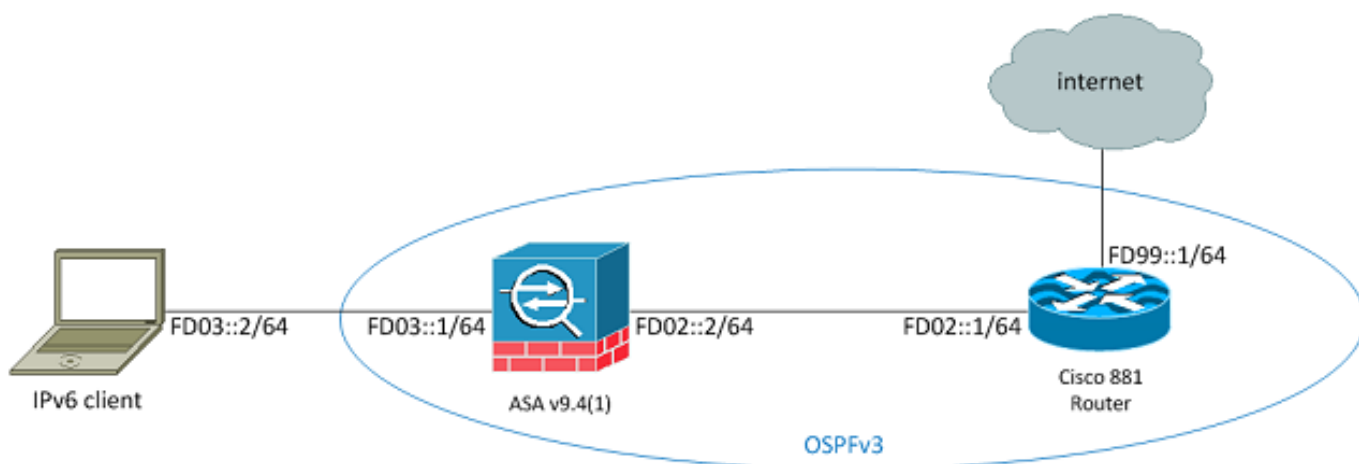 internet
FD99::1/64
FD03::2/64
FD03::1/64
FD02::2/64
FD02::1/64
IPv6 client
ASA v9.4(1)
Cisco 881
Router
OSPFv3